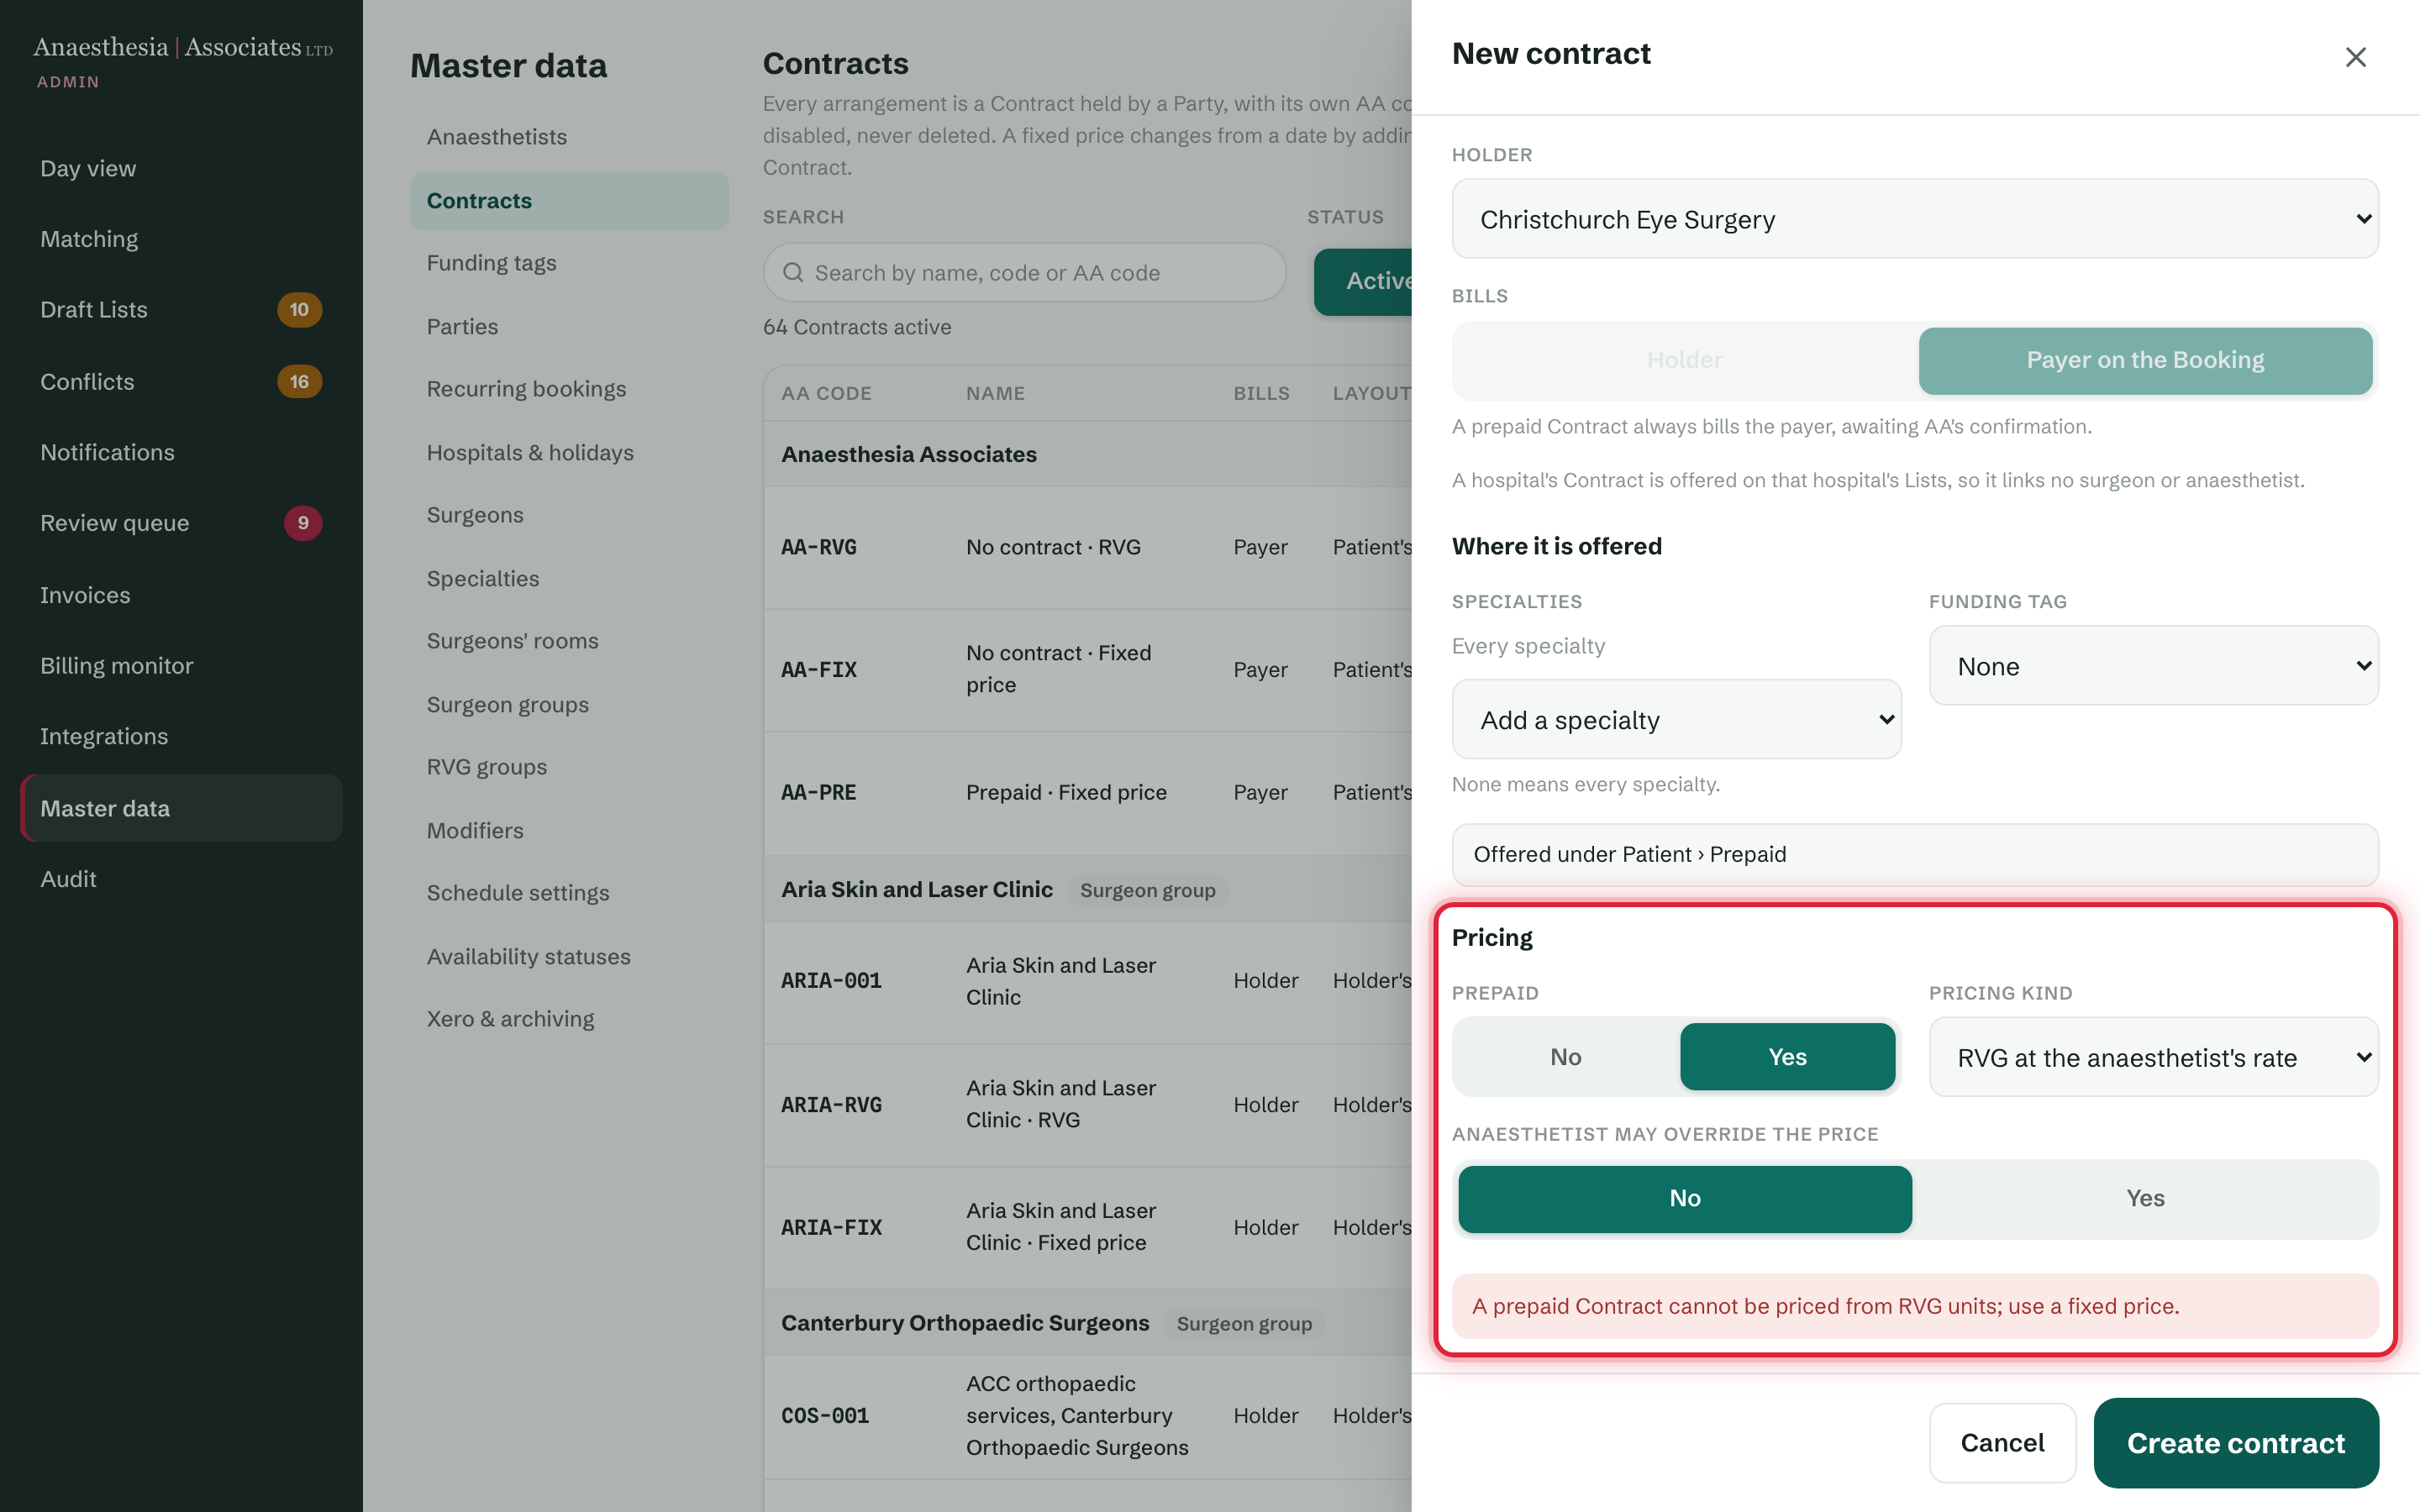 Anaesthesia | Associates LTD
ADMIN
Day view
Matching
Draft Lists 10
Conflicts 16
Notifications
Review queue 9
Invoices
Billing monitor
Integrations
Master data
Audit
Master data
Anaesthetists
Contracts
Funding tags
Parties
Recurring bookings
Hospitals & holidays
Surgeons
Specialties
Surgeons' rooms
Surgeon groups
RVG groups
Modifiers
Schedule settings
Availability statuses
Xero & archiving
Contracts
Every arrangement is a Contract held by a Party, with its own AA co
disabled, never deleted. A fixed price changes from a date by addin
Contract.
SEARCH STATUS
Search by name, code or AA code Active
64 Contracts active
AA CODE NAME BILLS LAYOUT
Anaesthesia Associates
AA-RVG No contract · RVG Payer Patient's
AA-FIX No contract · Fixed price Payer Patient's
AA-PRE Prepaid · Fixed price Payer Patient's
Aria Skin and Laser Clinic Surgeon group
ARIA-001 Aria Skin and Laser Clinic Holder Holder's
ARIA-RVG Aria Skin and Laser Clinic · RVG Holder Holder's
ARIA-FIX Aria Skin and Laser Clinic · Fixed price Holder Holder's
Canterbury Orthopaedic Surgeons Surgeon group
COS-001 ACC orthopaedic services, Canterbury Orthopaedic Surgeons Holder Holder's
New contract
HOLDER
Christchurch Eye Surgery
BILLS
Holder Payer on the Booking
A prepaid Contract always bills the payer, awaiting AA's confirmation.
A hospital's Contract is offered on that hospital's Lists, so it links no surgeon or anaesthetist.
Where it is offered
SPECIALTIES FUNDING TAG
Every specialty
None
Add a specialty
None means every specialty.
Offered under Patient › Prepaid
Pricing
PREPAID PRICING KIND
No Yes RVG at the anaesthetist's rate
ANAESTHETIST MAY OVERRIDE THE PRICE
No Yes
A prepaid Contract cannot be priced from RVG units; use a fixed price.
Cancel Create contract